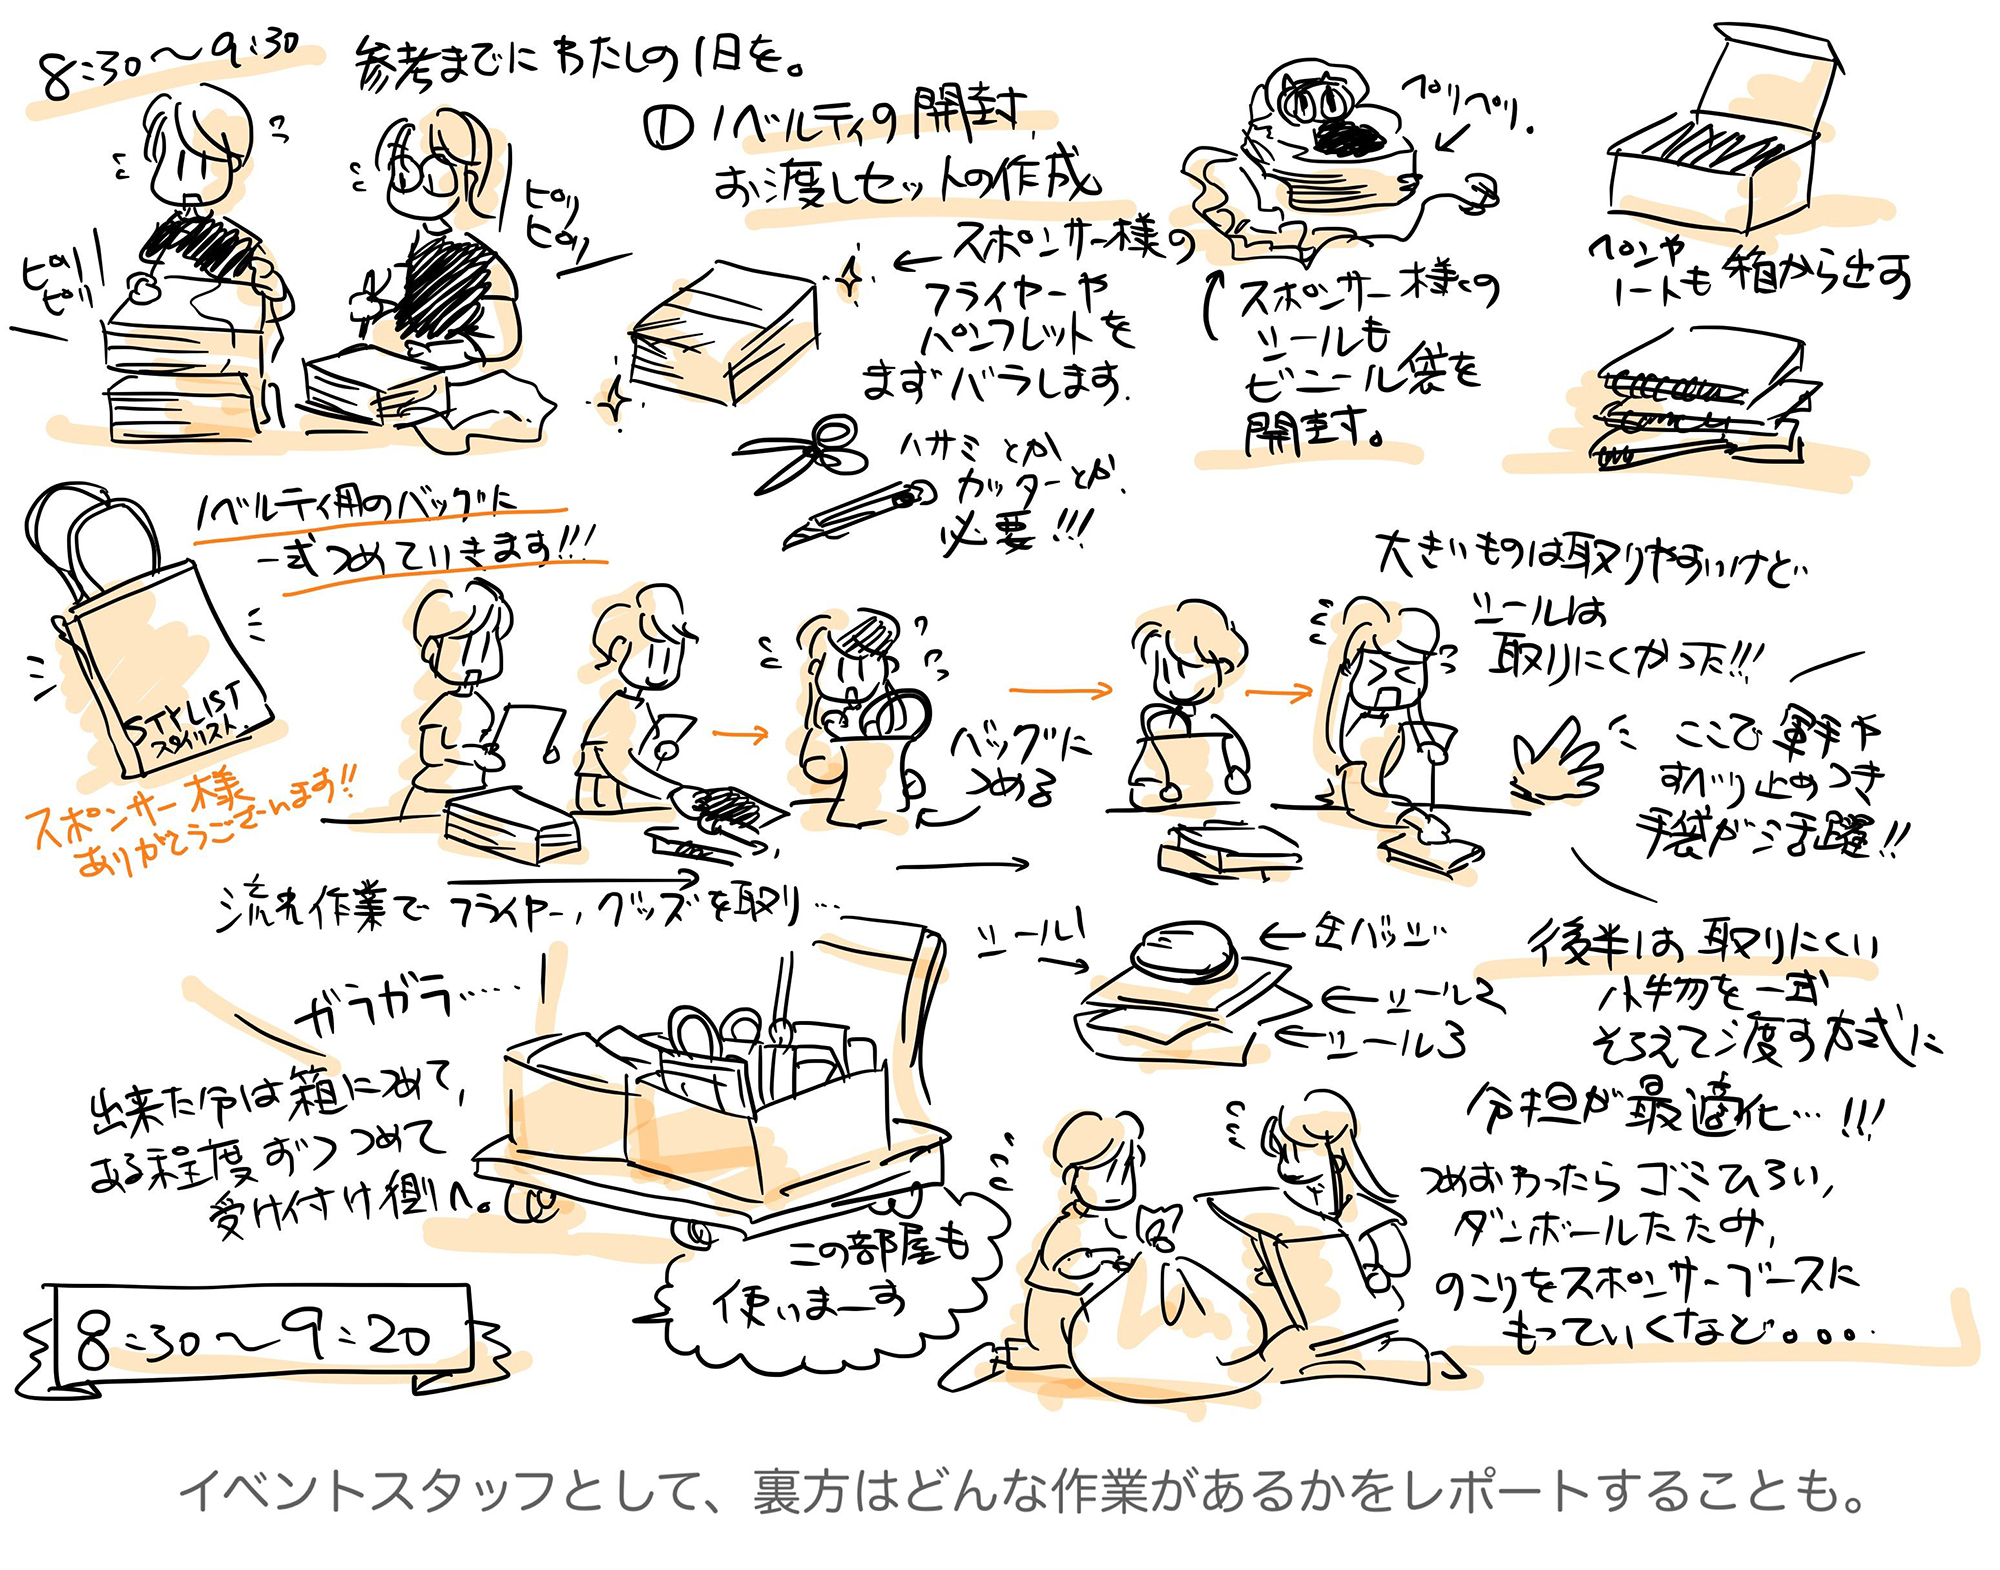 8:30〜9:30
参考までにわたしの1日を。
① ノベルティの開封、
お渡しセットの作成
ピリ
ピリ
ピリッ
ピリッ
← スポンサー様の
フライヤーや
パンフレットを
まずバラします.
ハサミとか
カッターとか.
必要!!!
ペリペリ.
スポンサー様の
ツールも
ビニール袋を
開封す。
ペンや
ノートも箱から出す
ノベルティ用のバッグに
一式つめていきます!!!
STYLIST
スタイリスト.
スポンサー様
ありがとうございます!!
流れ作業でフライヤー,グッズを取り…
バッグに
つめる
大きいものは取りやすいけど
ツールは
取りにくかった!!!
ここで軍手や
すべり止めつき
手袋が活躍!!
ツール1
←缶バッジ
←ツール2
←ツール3
後半は取りにくい
小物を一式
そろえて渡す方式に
分担が最適化…!!!
ガラガラ……
出来た分は箱につめて,
ある程度ずつつめて
受け付け側へ。
この部屋も
使いまーす
つめおわったらゴミひろい,
ダンボールたたみ,
のこりをスポンサーブースに
もっていくなど。。。.
8:30〜9:20
イベントスタッフとして、裏方はどんな作業があるかをレポートすることも。